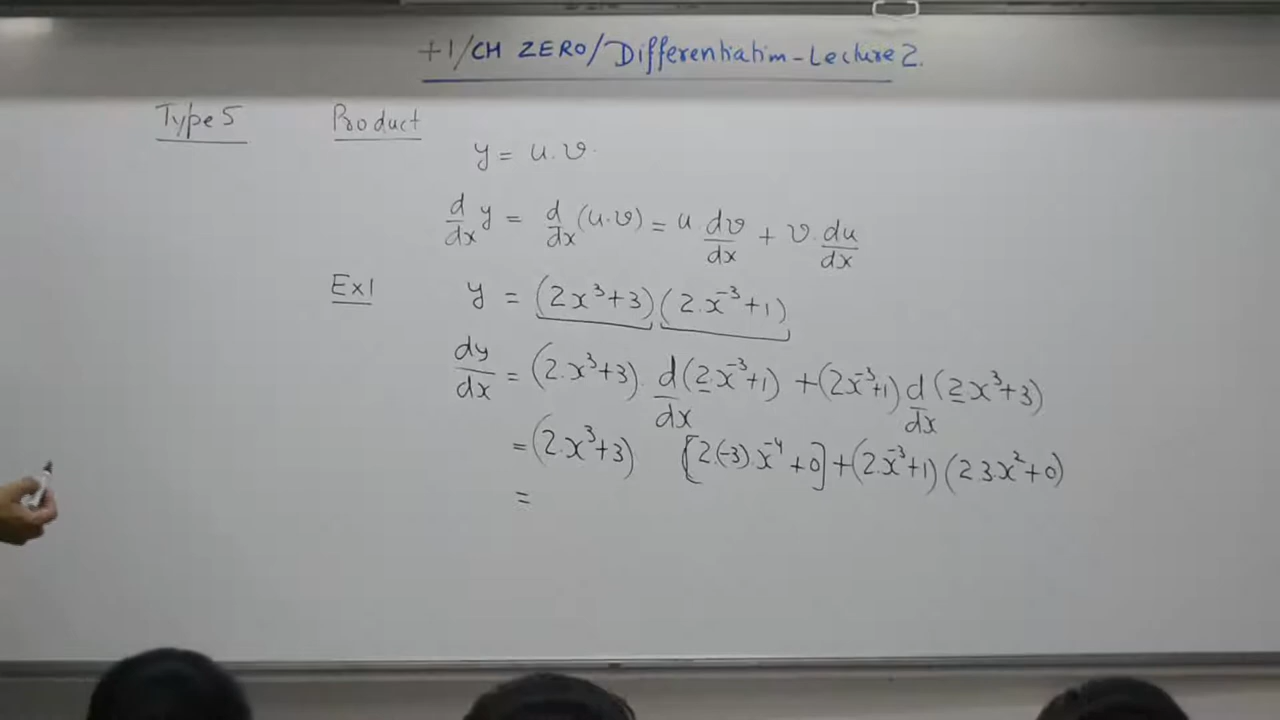 +1/CH ZERO/Differentiatim-Lecture 2.
Type 5 Product
y = u.v.
d/dx y = d/dx (u.v) = u dv/dx + v. du/dx
Ex1 y = (2x³+3)(2.x⁻³+1)
dy/dx = (2.x³+3). d/dx (2.x⁻³+1) + (2x⁻³+1) d/dx (2x³+3)
= (2.x³+3) [2.(-3).x⁻⁴+0] + (2.x⁻³+1) (2.3.x²+0)
=